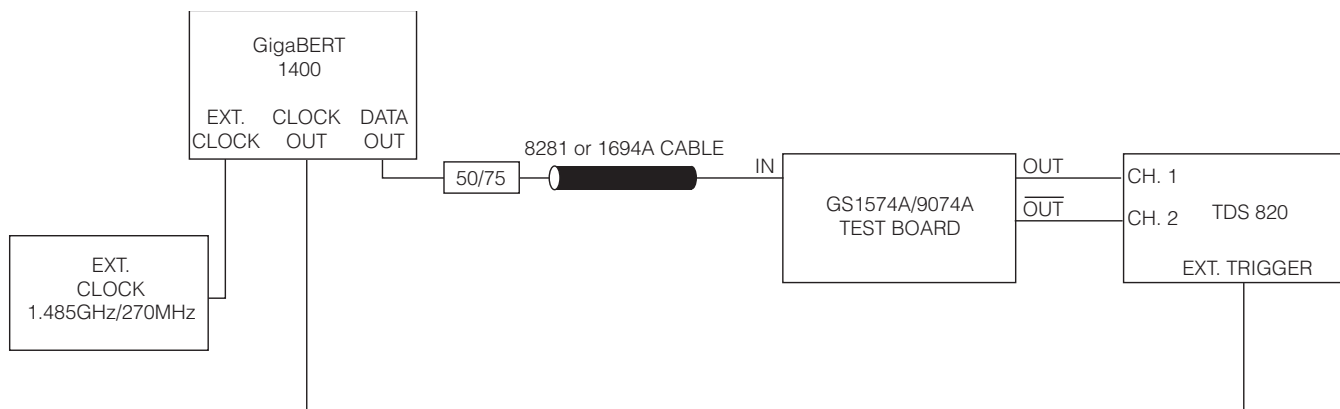 GigaBERT
1400
EXT.
CLOCK
CLOCK
OUT
DATA
OUT
8281 or 1694A CABLE
50/75
IN
GS1574A/9074A
TEST BOARD
OUT
OUT
CH. 1
CH. 2
TDS 820
EXT. TRIGGER
EXT.
CLOCK
1.485GHz/270MHz